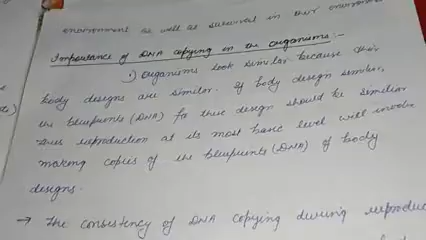 environment as well as survival in their environment
Importance of DNA copying in the organisms :-
1) Organisms look similar because their
body designs are similar. If body design similar,
the blueprints (DNA) for these design should be similar
thus reproduction at its most basic level will involve
making copies of the blueprints (DNA) of body
designs.
→ The consistency of DNA copying during reproduc